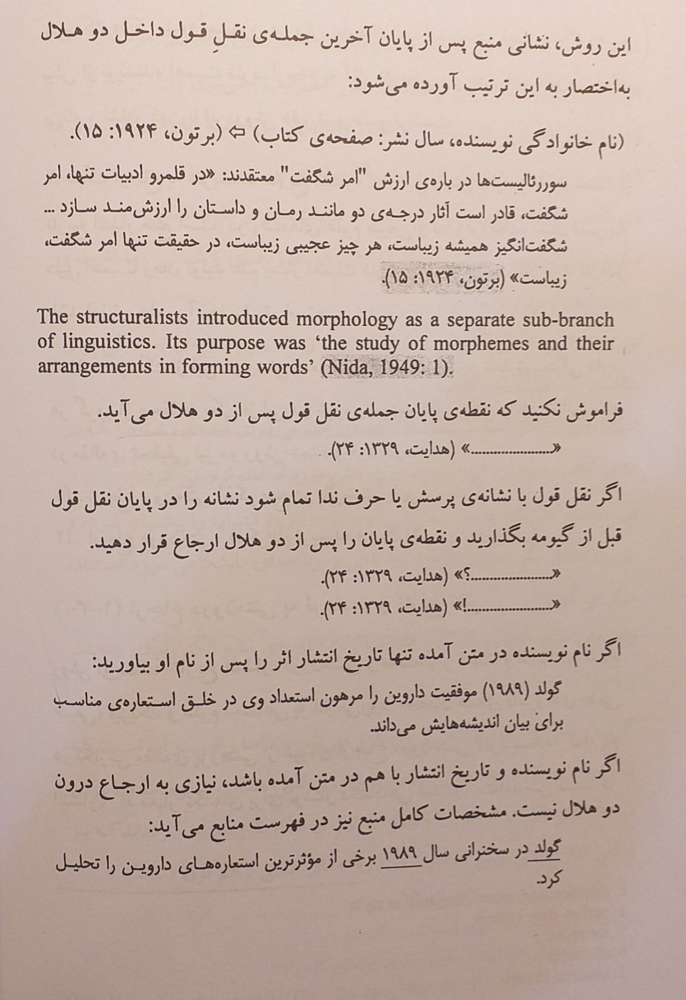 این روش، نشانی منبع پس از پایان آخرین جمله‌ی نقلِ قول داخل دو هلال
به‌اختصار به این ترتیب آورده می‌شود:
(نام خانوادگی نویسنده، سال نشر: صفحه‌ی کتاب) ⇦ (برتون، ۱۹۲۴: ۱۵).
سوررئالیست‌ها در باره‌ی ارزش "امر شگفت" معتقدند: «در قلمرو ادبیات تنها، امر
شگفت، قادر است آثار درجه‌ی دو مانند رمان و داستان را ارزش‌مند سازد ...
شگفت‌انگیز همیشه زیباست، هر چیز عجیبی زیباست، در حقیقت تنها امر شگفت،
زیباست» (برتون، ۱۹۲۴: ۱۵).
The structuralists introduced morphology as a separate sub-branch
of linguistics. Its purpose was ‘the study of morphemes and their
arrangements in forming words’ (Nida, 1949: 1).
فراموش نکنید که نقطه‌ی پایان جمله‌ی نقل قول پس از دو هلال می‌آید.
«........................» (هدایت، ۱۳۲۹: ۲۴).
اگر نقل قول با نشانه‌ی پرسش یا حرف ندا تمام شود نشانه را در پایان نقل قول
قبل از گیومه بگذارید و نقطه‌ی پایان را پس از دو هلال ارجاع قرار دهید.
«........................؟» (هدایت، ۱۳۲۹: ۲۴).
«.........................!» (هدایت، ۱۳۲۹: ۲۴).
اگر نام نویسنده در متن آمده تنها تاریخ انتشار اثر را پس از نام او بیاورید:
گولد (۱۹۸۹) موفقیت داروین را مرهون استعداد وی در خلق استعاره‌ی مناسب
برای بیان اندیشه‌هایش می‌داند.
اگر نام نویسنده و تاریخ انتشار با هم در متن آمده باشد، نیازی به ارجاع درون
دو هلال نیست. مشخصات کامل منبع نیز در فهرست منابع می‌آید:
گولد در سخنرانی سال ۱۹۸۹ برخی از مؤثرترین استعاره‌های داروین را تحلیل
کرد.